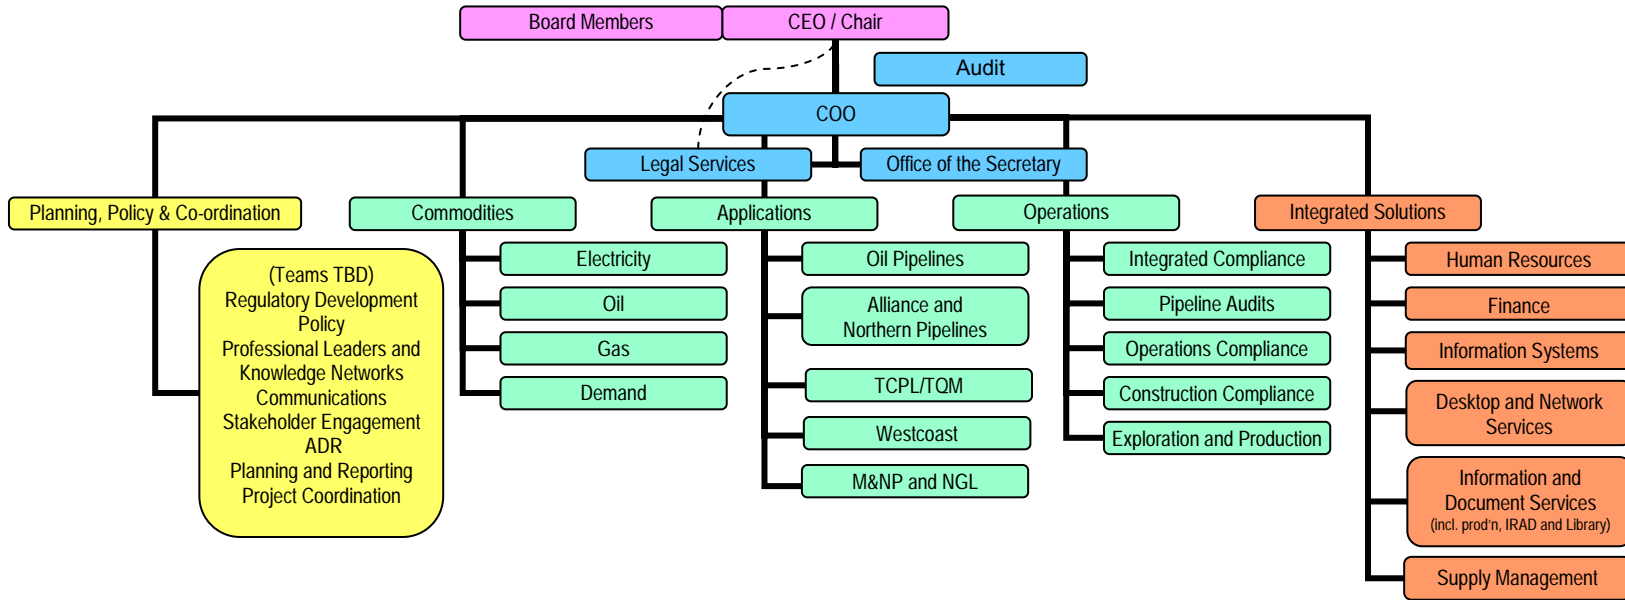 Board Members
CEO / Chair
Audit
COO
Legal Services
Office of the Secretary
Planning, Policy & Co-ordination
Commodities
Applications
Operations
Integrated Solutions
(Teams TBD)
Regulatory Development
Policy
Professional Leaders and
Knowledge Networks
Communications
Stakeholder Engagement
ADR
Planning and Reporting
Project Coordination
Electricity
Oil
Gas
Demand
Oil Pipelines
Alliance and
Northern Pipelines
TCPL/TQM
Westcoast
M&NP and NGL
Integrated Compliance
Pipeline Audits
Operations Compliance
Construction Compliance
Exploration and Production
Human Resources
Finance
Information Systems
Desktop and Network
Services
Information and
Document Services
(incl. prod'n, IRAD and Library)
Supply Management